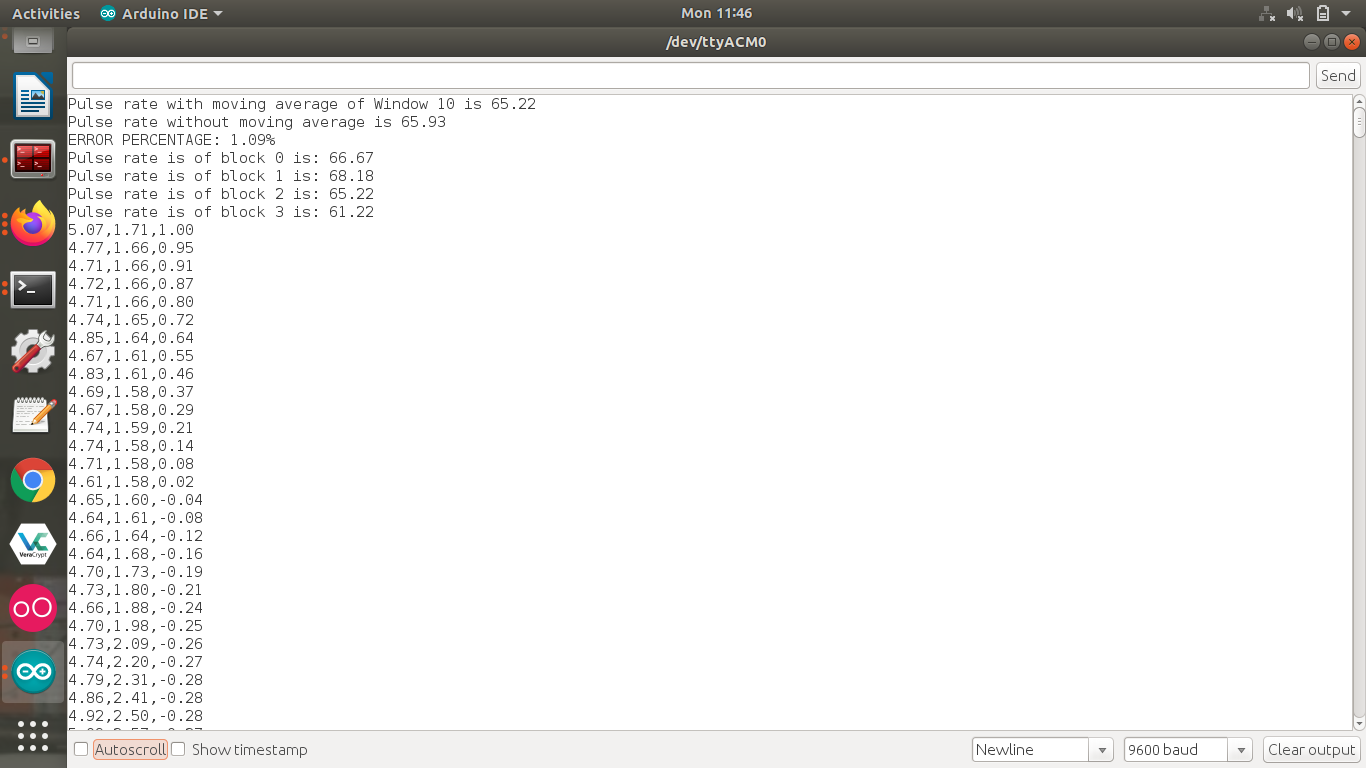 Activities Arduino IDE Mon 11:46
/dev/ttyACM0
Send
Pulse rate with moving average of Window 10 is 65.22
Pulse rate without moving average is 65.93
ERROR PERCENTAGE: 1.09%
Pulse rate is of block 0 is: 66.67
Pulse rate is of block 1 is: 68.18
Pulse rate is of block 2 is: 65.22
Pulse rate is of block 3 is: 61.22
5.07,1.71,1.00
4.77,1.66,0.95
4.71,1.66,0.91
4.72,1.66,0.87
4.71,1.66,0.80
4.74,1.65,0.72
4.85,1.64,0.64
4.67,1.61,0.55
4.83,1.61,0.46
4.69,1.58,0.37
4.67,1.58,0.29
4.74,1.59,0.21
4.74,1.58,0.14
4.71,1.58,0.08
4.61,1.58,0.02
4.65,1.60,-0.04
4.64,1.61,-0.08
4.66,1.64,-0.12
4.64,1.68,-0.16
4.70,1.73,-0.19
4.73,1.80,-0.21
4.66,1.88,-0.24
4.70,1.98,-0.25
4.73,2.09,-0.26
4.74,2.20,-0.27
4.79,2.31,-0.28
4.86,2.41,-0.28
4.92,2.50,-0.28
VeraCrypt
Autoscroll Show timestamp Newline 9600 baud Clear output